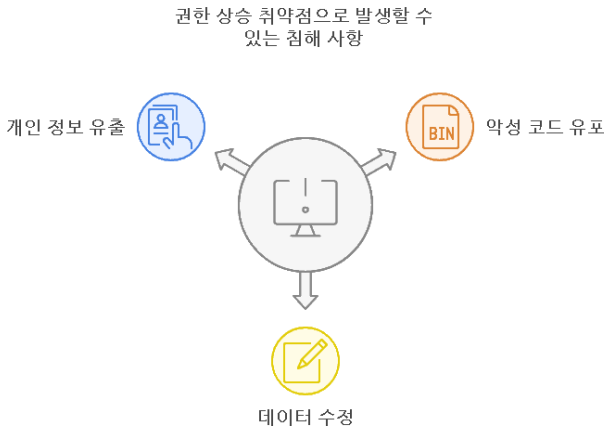 권한 상승 취약점으로 발생할 수
있는 침해 사항
개인 정보 유출
BIN
악성 코드 유포
데이터 수정